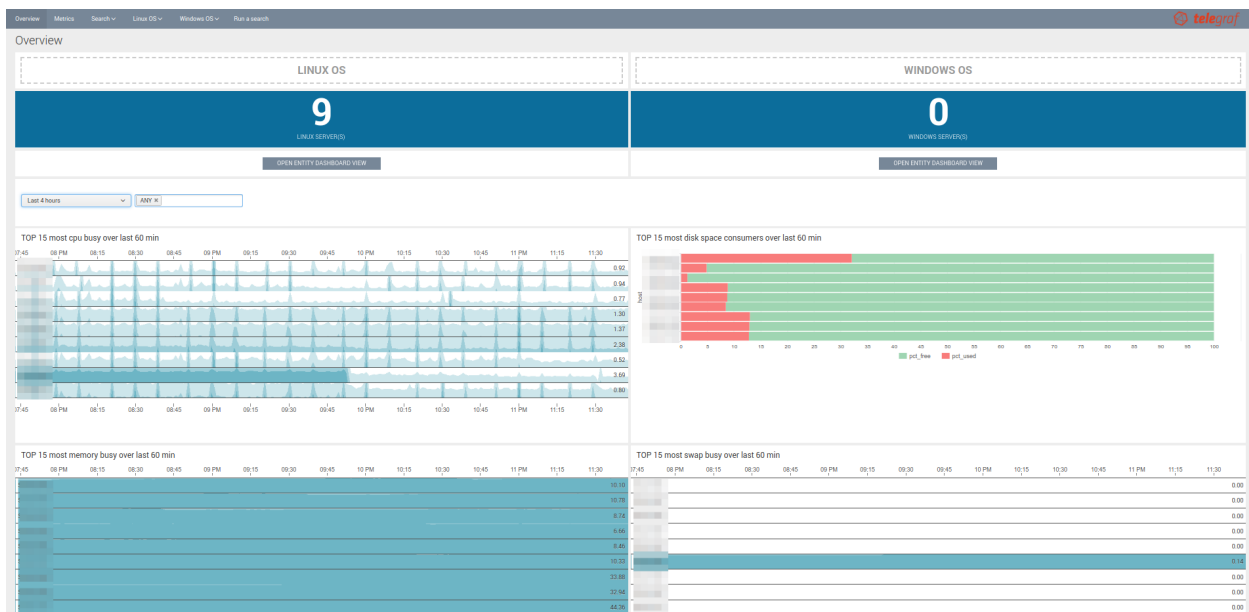 Overview Metrics Search Linux OS Windows OS Run a search
telegraf
Overview
LINUX OS
WINDOWS OS
9
LINUX SERVER(S)
0
WINDOWS SERVER(S)
OPEN ENTITY DASHBOARD VIEW
OPEN ENTITY DASHBOARD VIEW
Last 4 hours
ANY ×
TOP 15 most cpu busy over last 60 min
07:45 08 PM 08:15 08:30 08:45 09 PM 09:15 09:30 09:45 10 PM 10:15 10:30 10:45 11 PM 11:15 11:30
0.92
0.94
0.77
1.30
1.37
2.38
0.52
3.69
0.80
07:45 08 PM 08:15 08:30 08:45 09 PM 09:15 09:30 09:45 10 PM 10:15 10:30 10:45 11 PM 11:15 11:30
TOP 15 most disk space consumers over last 60 min
host
0 5 10 15 20 25 30 35 40 45 50 55 60 65 70 75 80 85 90 95 100
pct_free pct_used
TOP 15 most memory busy over last 60 min
07:45 08 PM 08:15 08:30 08:45 09 PM 09:15 09:30 09:45 10 PM 10:15 10:30 10:45 11 PM 11:15 11:30
10.10
10.78
8.74
6.66
8.46
10.23
33.88
32.94
44.36
TOP 15 most swap busy over last 60 min
07:45 08 PM 08:15 08:30 08:45 09 PM 09:15 09:30 09:45 10 PM 10:15 10:30 10:45 11 PM 11:15 11:30
0.00
0.00
0.00
0.00
0.00
0.14
0.00
0.00
0.00